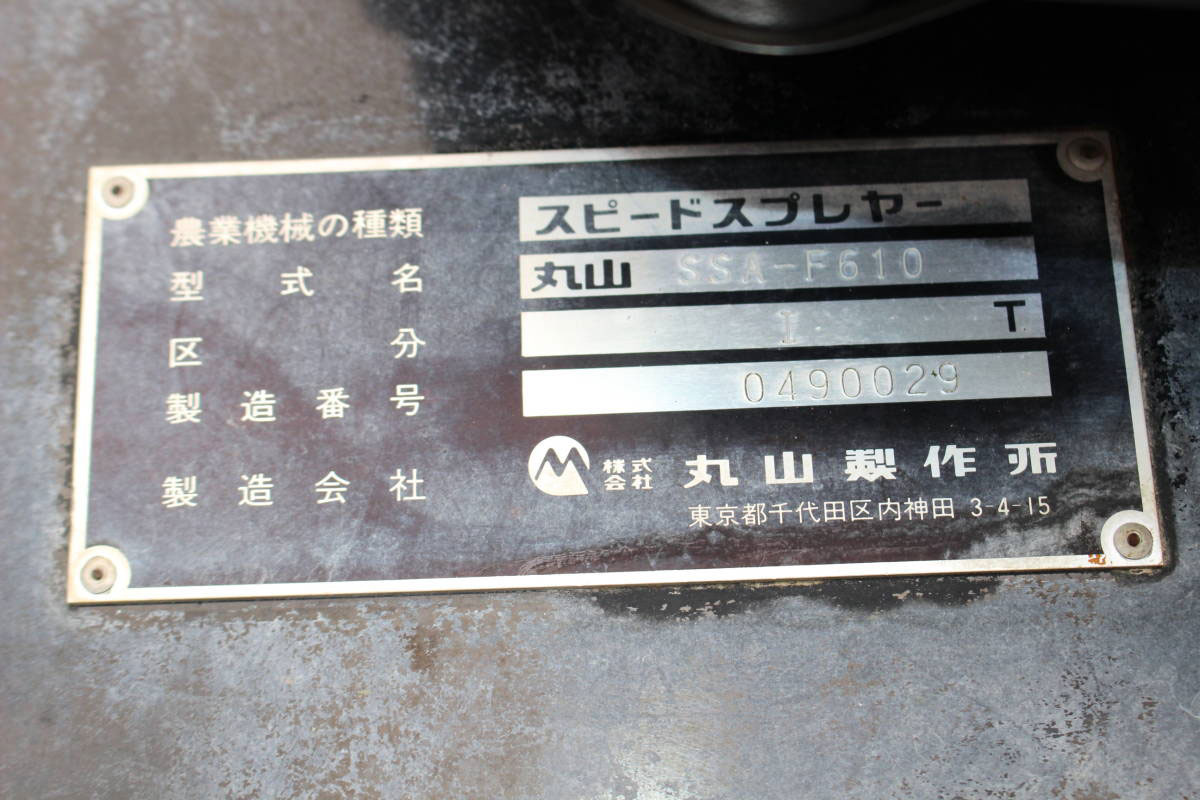 農業機械の種類 スピードスプレヤー
型式名 丸山 SSA-F610
区分 I T
製造番号 0490029
製造会社 株式会社 丸山製作所
東京都千代田区内神田 3-4-15